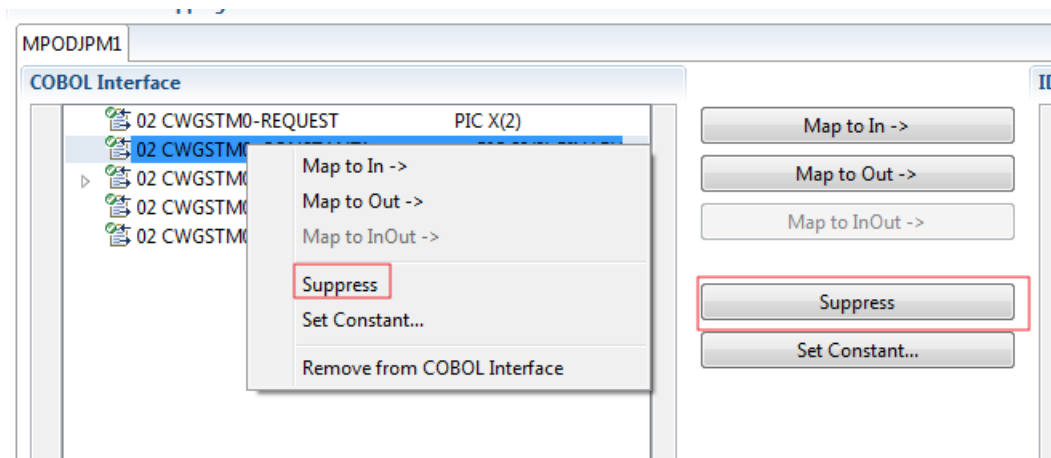 MPODJPM1
COBOL Interface
02 CWGSTM0-REQUEST PIC X(2)
02 CWGSTM0
02 CWGSTM0
02 CWGSTM0
02 CWGSTM0
Map to In ->
Map to Out ->
Map to InOut ->
Suppress
Set Constant...
Remove from COBOL Interface
Map to In ->
Map to Out ->
Map to InOut ->
Suppress
Set Constant...